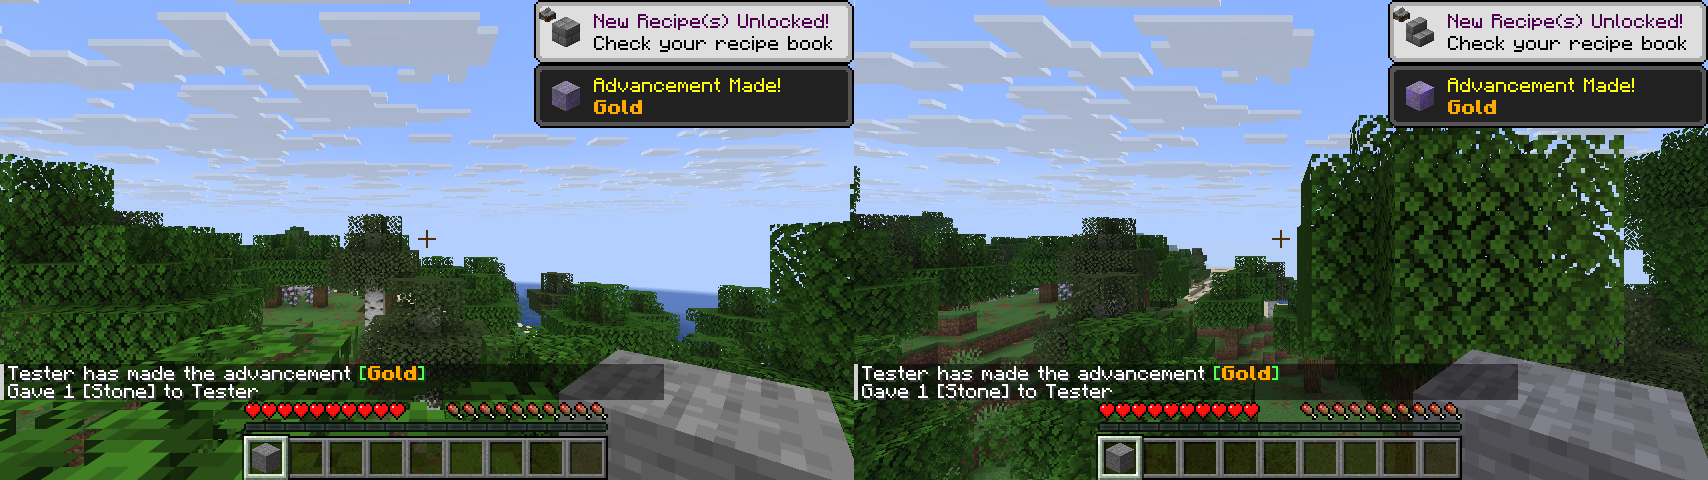 New Recipe(s) Unlocked!
Check your recipe book
Advancement Made!
Gold
Tester has made the advancement [Gold]
Gave 1 [Stone] to Tester
New Recipe(s) Unlocked!
Check your recipe book
Advancement Made!
Gold
Tester has made the advancement [Gold]
Gave 1 [Stone] to Tester